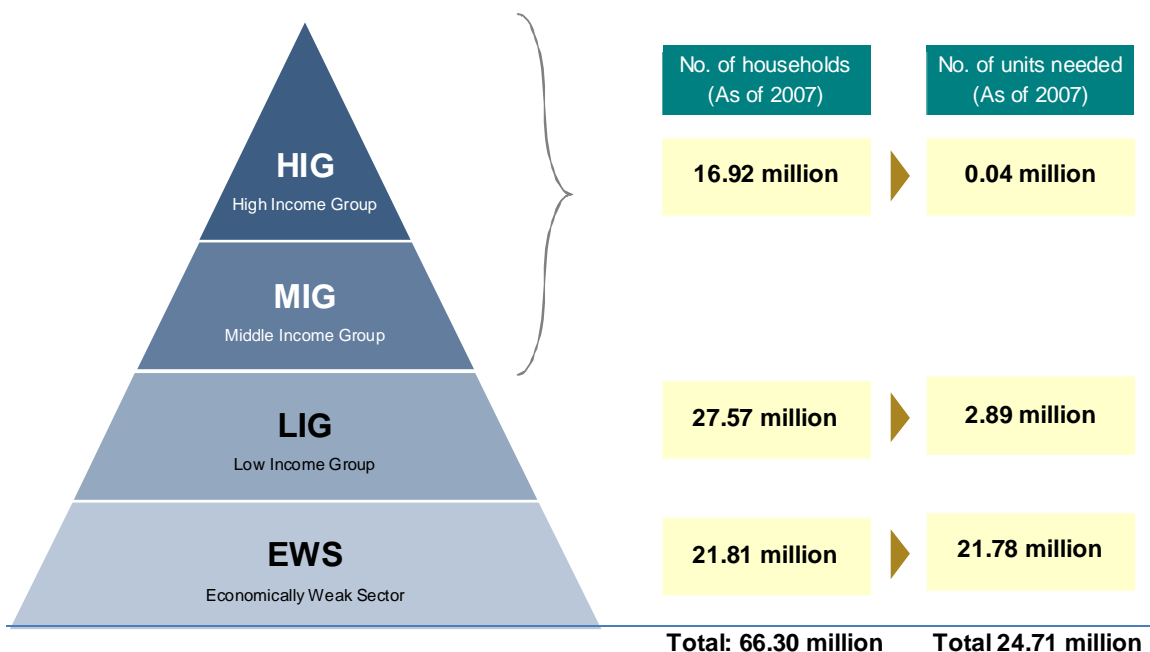 No. of households
(As of 2007)
No. of units needed
(As of 2007)
HIG
High Income Group
16.92 million
0.04 million
MIG
Middle Income Group
LIG
Low Income Group
27.57 million
2.89 million
EWS
Economically Weak Sector
21.81 million
21.78 million
Total: 66.30 million
Total 24.71 million